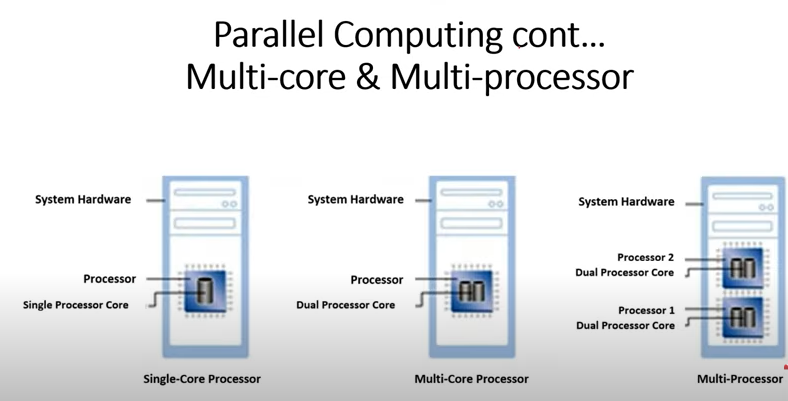 Parallel Computing cont...
Multi-core & Multi-processor
System Hardware
Processor
Single Processor Core
Single-Core Processor
System Hardware
Processor
Dual Processor Core
Multi-Core Processor
System Hardware
Processor 2
Dual Processor Core
Processor 1
Dual Processor Core
Multi-Processor